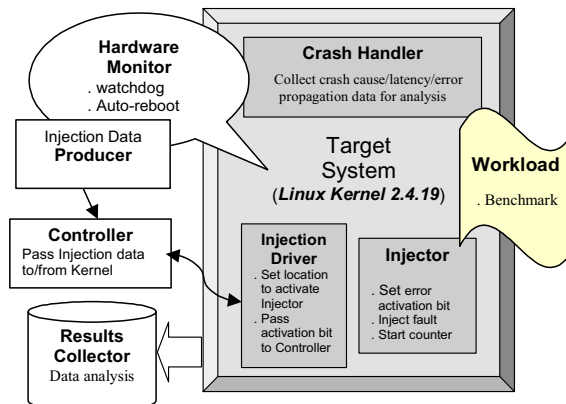 Hardware
Monitor
. watchdog
. Auto-reboot
Crash Handler
Collect crash cause/latency/error
propagation data for analysis
Injection Data
Producer
Target
System
(Linux Kernel 2.4.19)
Workload
. Benchmark
Controller
Pass Injection data
to/from Kernel
Injection
Driver
. Set location
to activate
Injector
. Pass
activation bit
to Controller
Injector
. Set error
activation bit
. Inject fault
. Start counter
Results
Collector
Data analysis